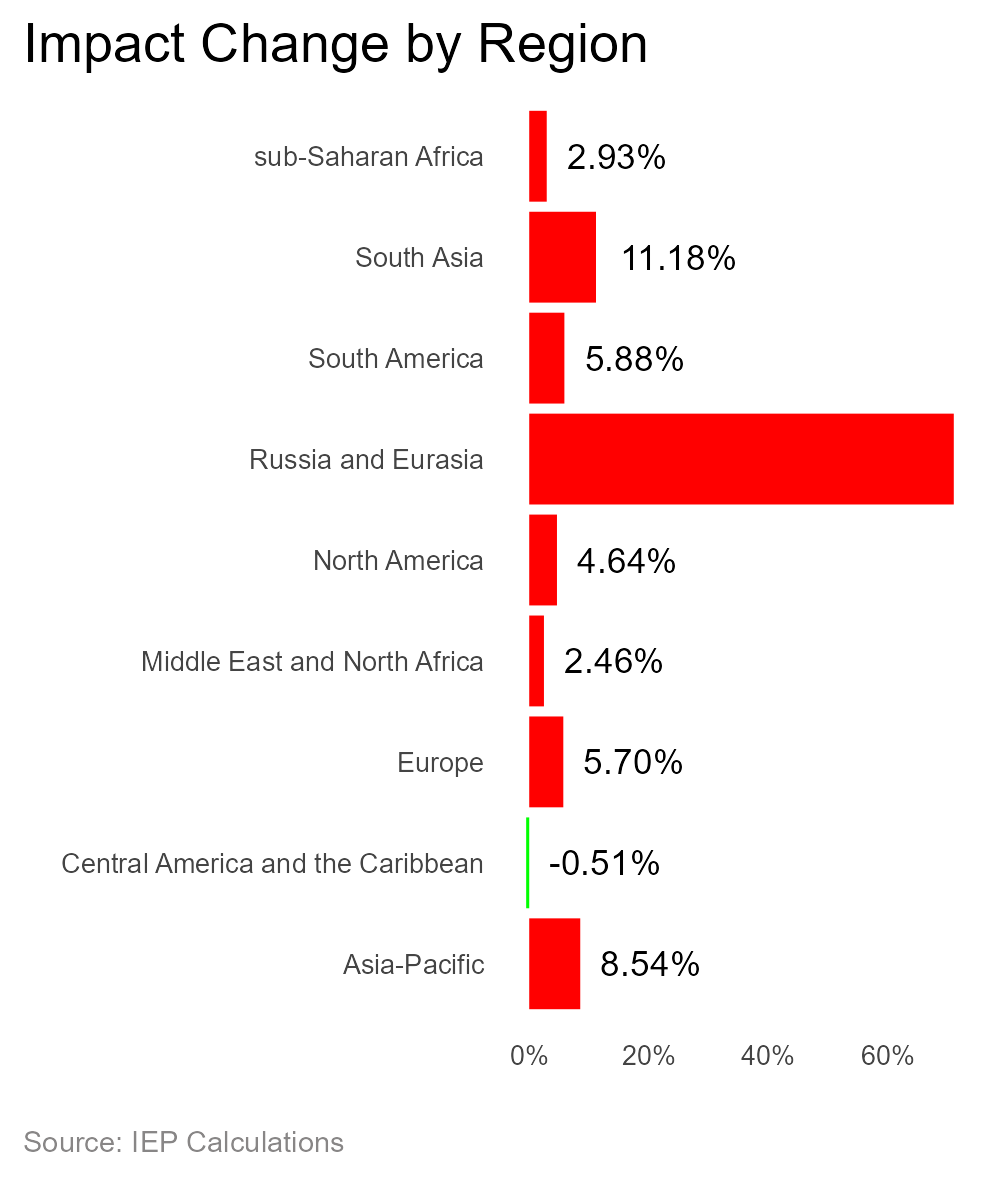 Impact Change by Region
sub-Saharan Africa 2.93%
South Asia 11.18%
South America 5.88%
Russia and Eurasia
North America 4.64%
Middle East and North Africa 2.46%
Europe 5.70%
Central America and the Caribbean -0.51%
Asia-Pacific 8.54%
0% 20% 40% 60%
Source: IEP Calculations